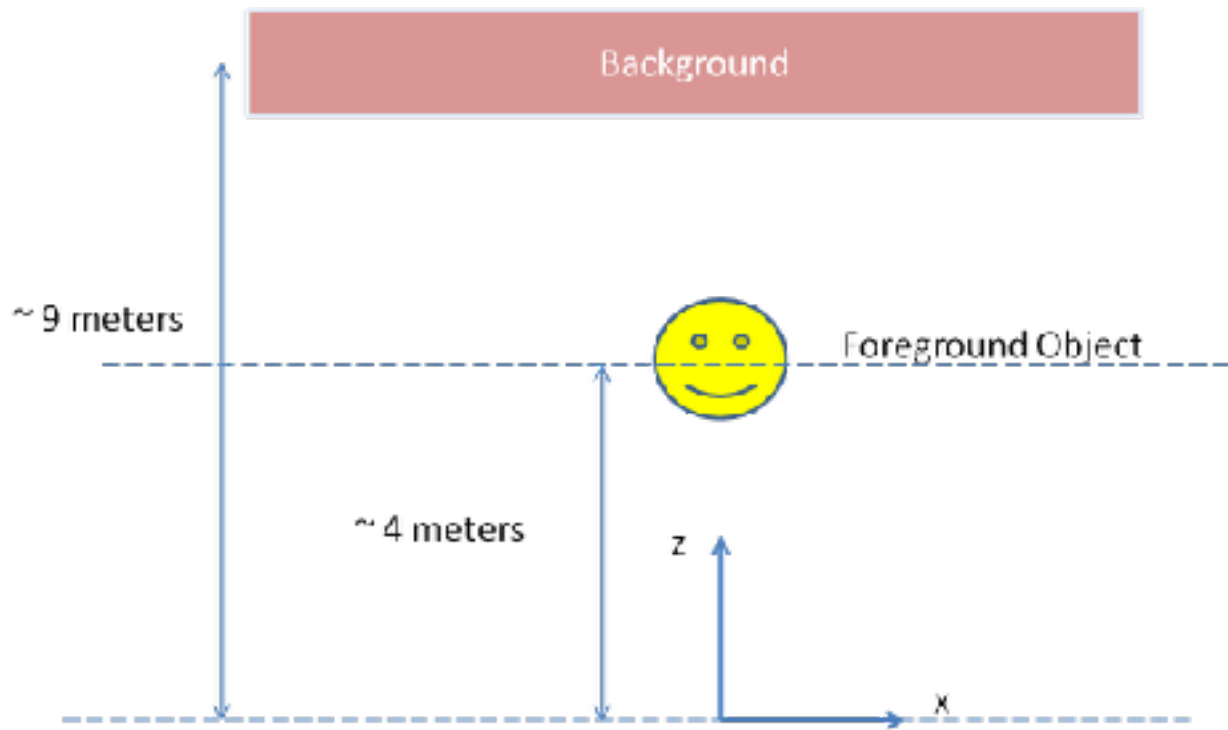 Background
~ 9 meters
Foreground Object
~ 4 meters
z
x